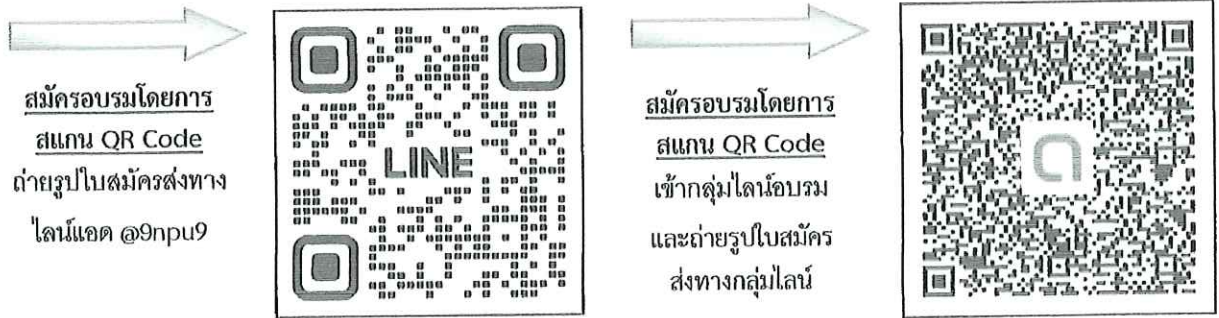 สมัครอบรมโดยการ
สแกน QR Code
ถ่ายรูปใบสมัครส่งทาง
ไลน์แอด @9npu9
LINE
สมัครอบรมโดยการ
สแกน QR Code
เข้ากลุ่มไลน์อบรม
และถ่ายรูปใบสมัคร
ส่งทางกลุ่มไลน์